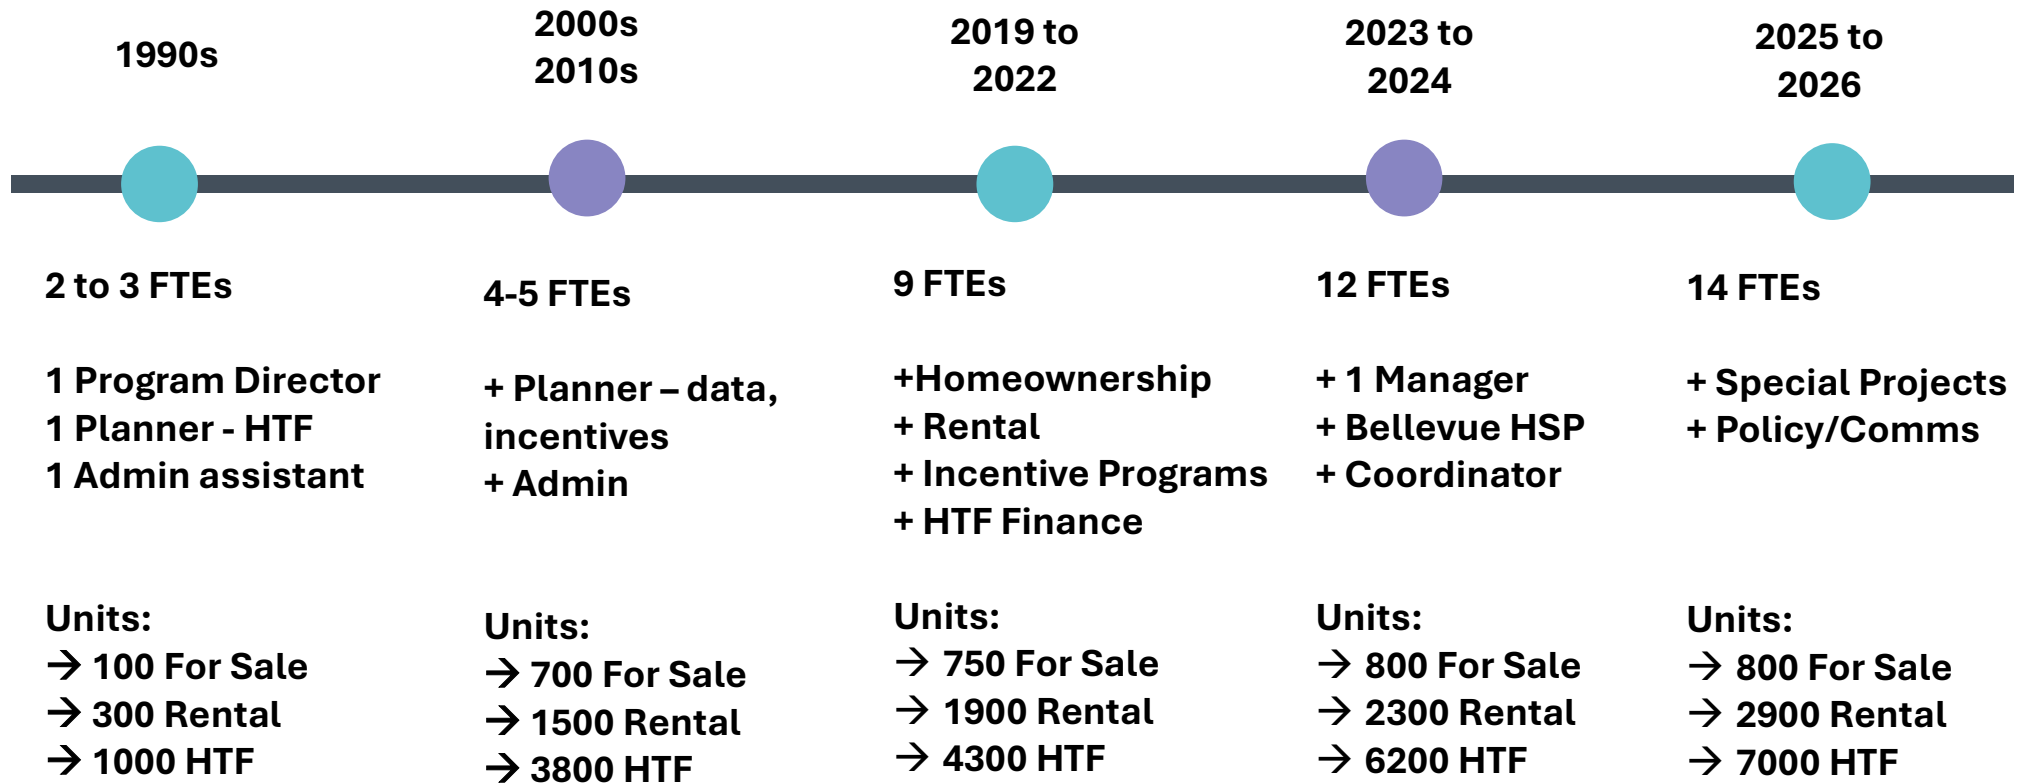 1990s
2000s
2010s
2019 to
2022
2023 to
2024
2025 to
2026
2 to 3 FTEs
1 Program Director
1 Planner - HTF
1 Admin assistant
Units:
→ 100 For Sale
→ 300 Rental
→ 1000 HTF
4-5 FTEs
+ Planner – data,
incentives
+ Admin
Units:
→ 700 For Sale
→ 1500 Rental
→ 3800 HTF
9 FTEs
+Homeownership
+ Rental
+ Incentive Programs
+ HTF Finance
Units:
→ 750 For Sale
→ 1900 Rental
→ 4300 HTF
12 FTEs
+ 1 Manager
+ Bellevue HSP
+ Coordinator
Units:
→ 800 For Sale
→ 2300 Rental
→ 6200 HTF
14 FTEs
+ Special Projects
+ Policy/Comms
Units:
→ 800 For Sale
→ 2900 Rental
→ 7000 HTF